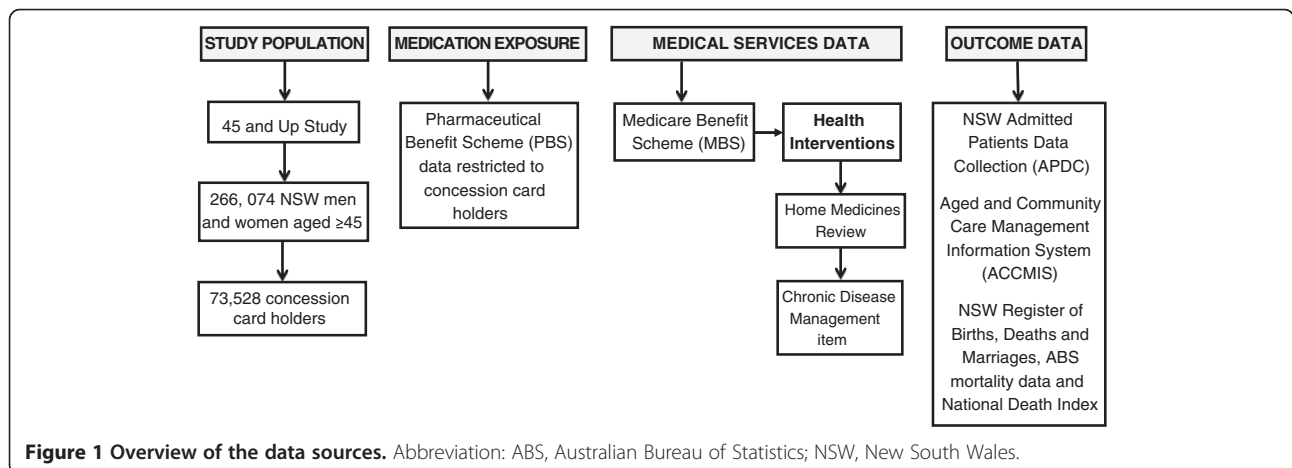 STUDY POPULATION
45 and Up Study
266, 074 NSW men
and women aged ≥45
73,528 concession
card holders
MEDICATION EXPOSURE
Pharmaceutical
Benefit Scheme (PBS)
data restricted to
concession card
holders
MEDICAL SERVICES DATA
Medicare Benefit
Scheme (MBS)
Health
Interventions
Home Medicines
Review
Chronic Disease
Management
item
OUTCOME DATA
NSW Admitted
Patients Data
Collection (APDC)
Aged and Community
Care Management
Information System
(ACCMIS)
NSW Register of
Births, Deaths and
Marriages, ABS
mortality data and
National Death Index
Figure 1 Overview of the data sources. Abbreviation: ABS, Australian Bureau of Statistics; NSW, New South Wales.